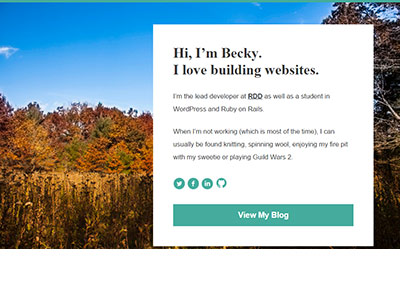 Hi, I'm Becky.
I love building websites.
I'm the lead developer at RDD as well as a student in
WordPress and Ruby on Rails.
When I'm not working (which is most of the time), I can
usually be found knitting, spinning wool, enjoying my fire pit
with my sweetie or playing Guild Wars 2.
View My Blog